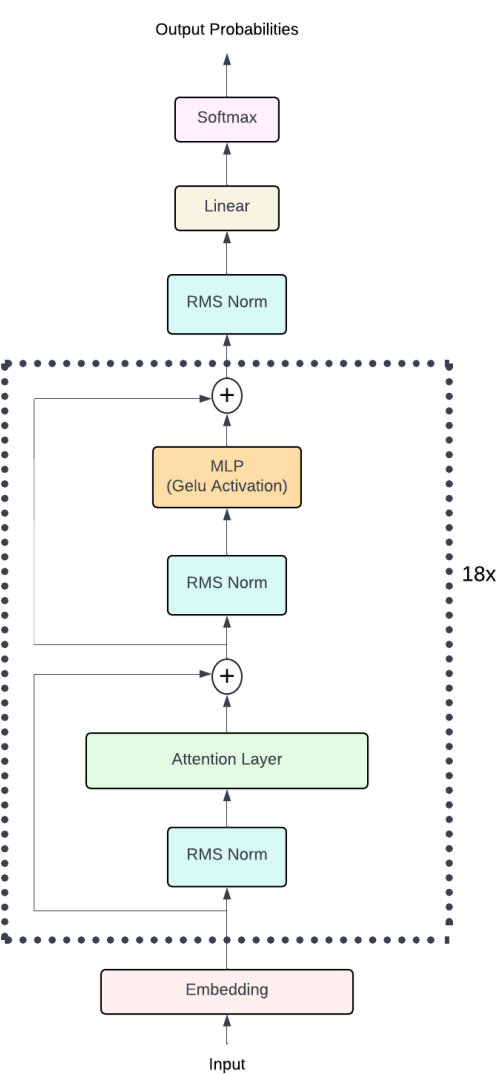 Output Probabilities
Softmax
Linear
RMS Norm
+
MLP
(Gelu Activation)
18x
RMS Norm
+
Attention Layer
RMS Norm
Embedding
Input